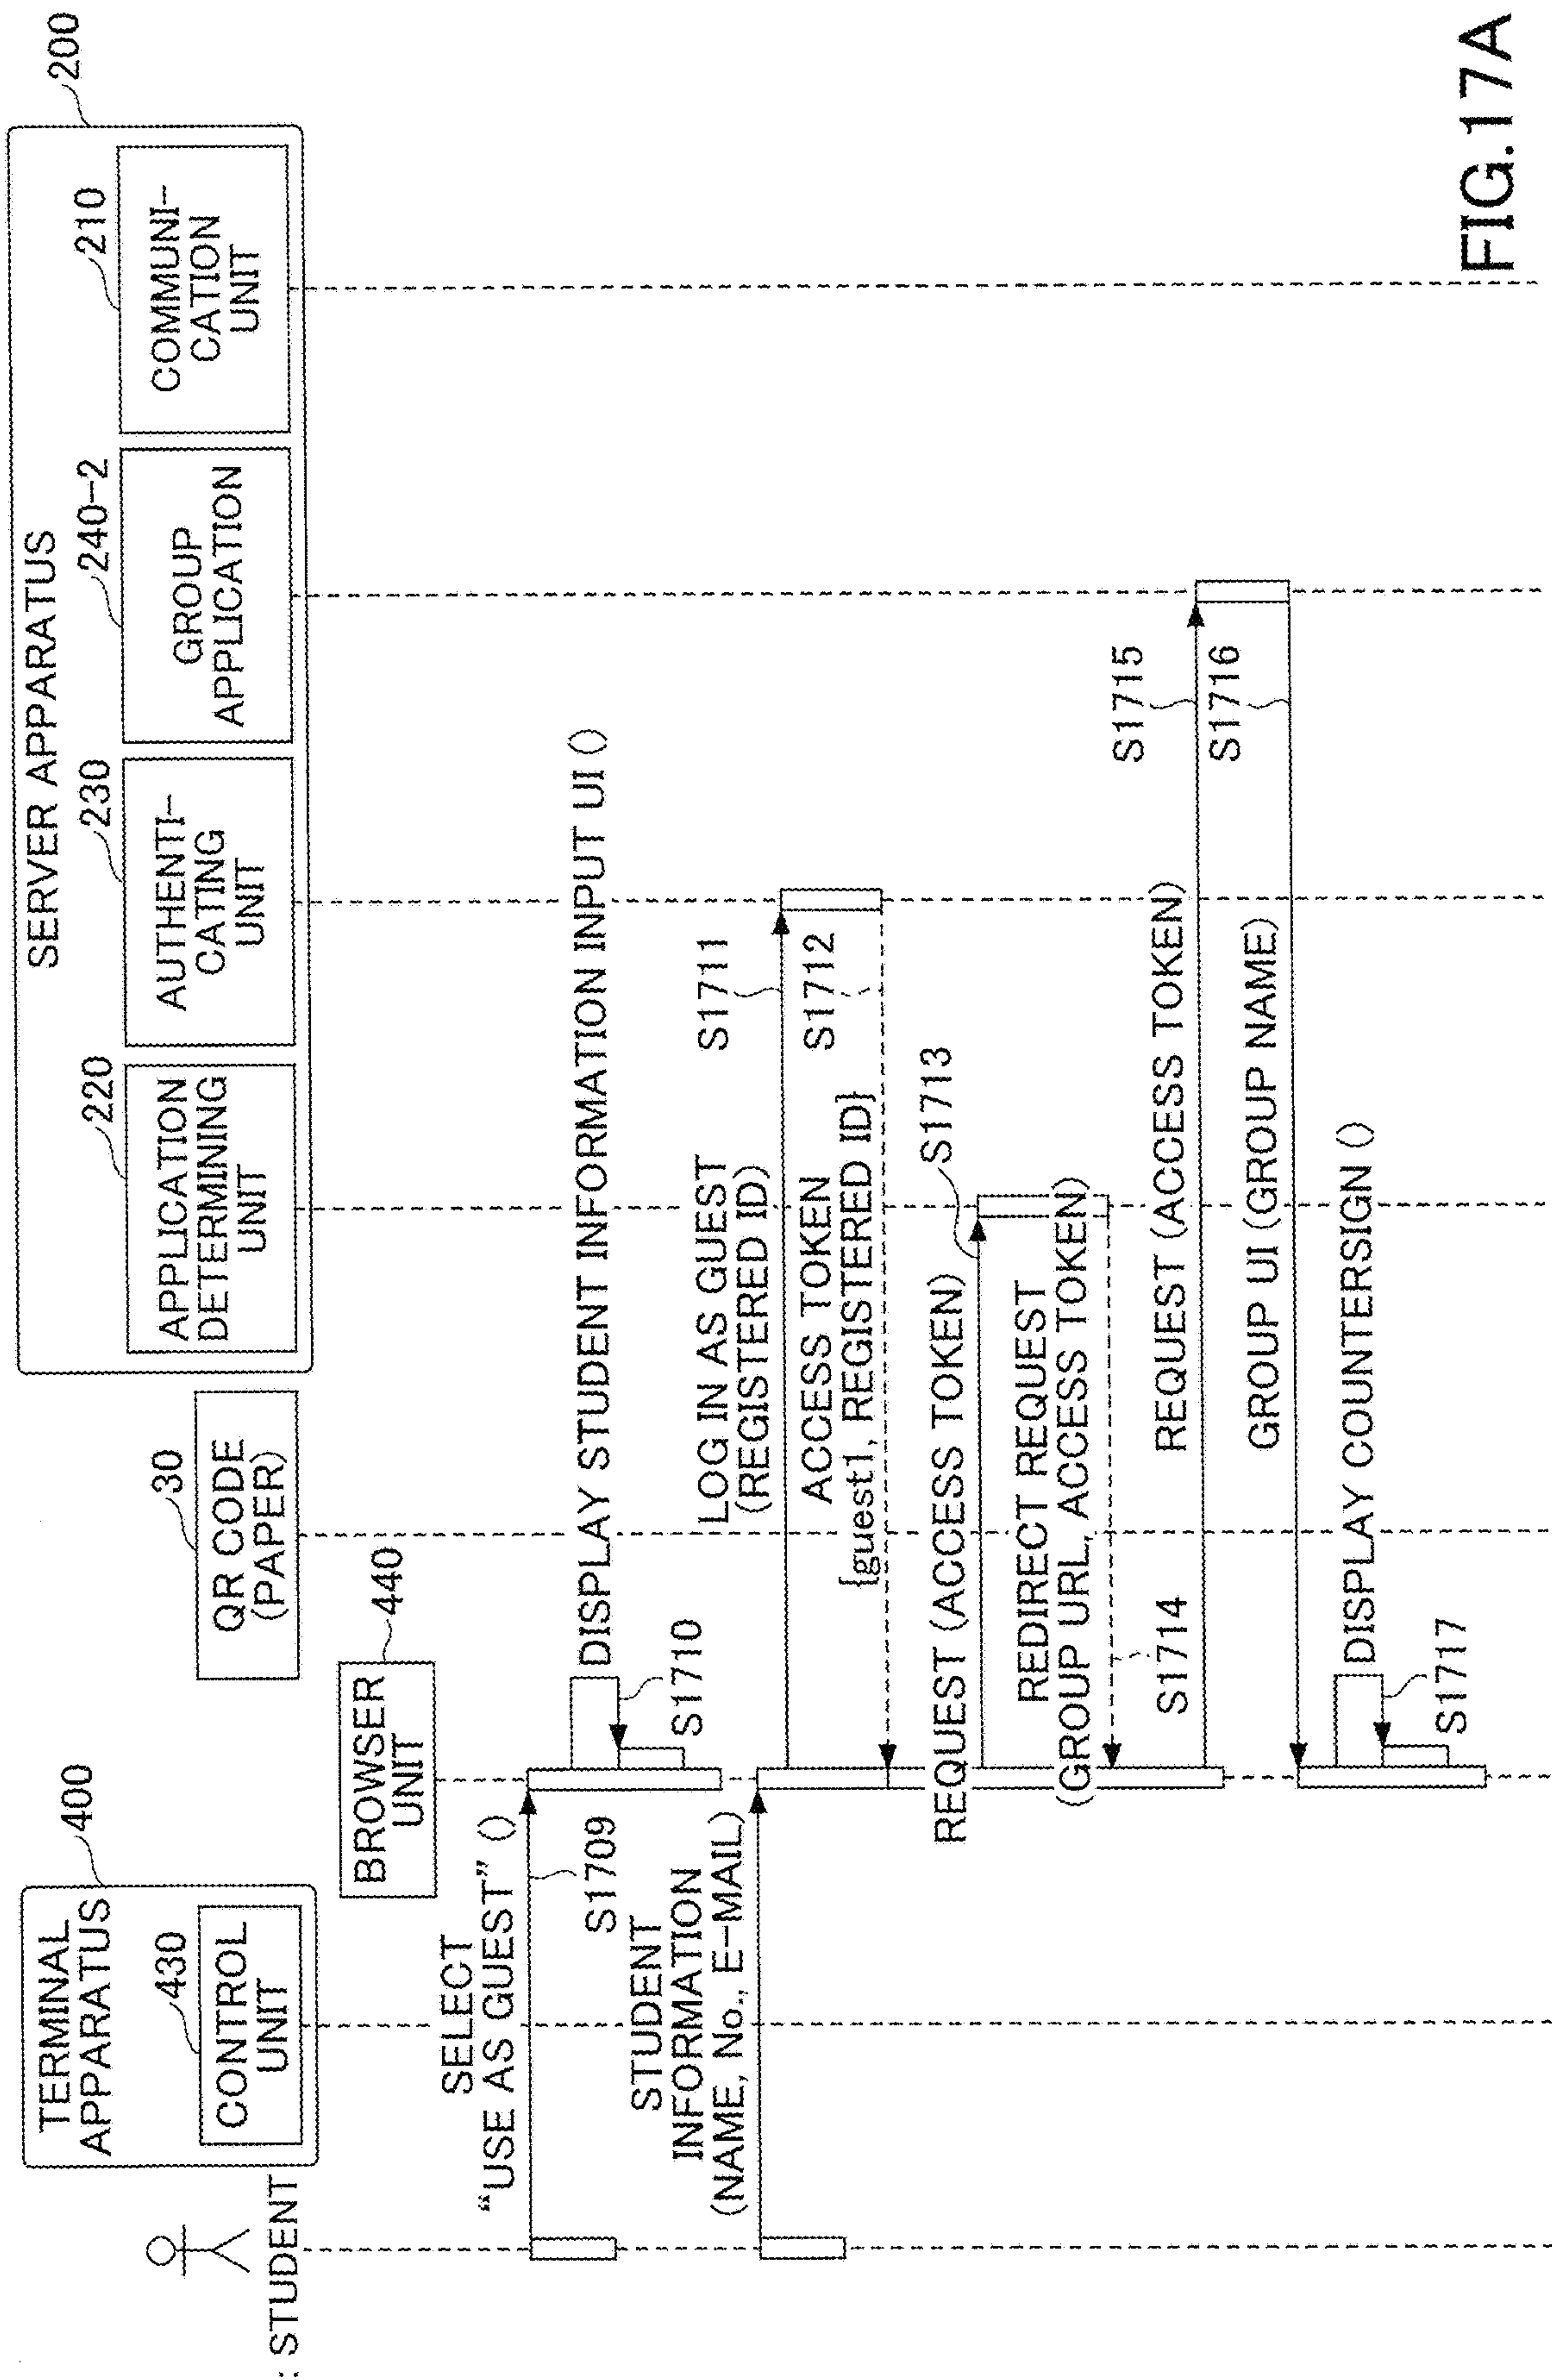 SERVER APPARATUS
200
220
230
240-2
210
APPLICATION
DETERMINING
UNIT
AUTHENTI-
CATING
UNIT
GROUP
APPLICATION
COMMUNI-
CATION
UNIT
30
QR CODE
(PAPER)
TERMINAL
APPARATUS
400
430
CONTROL
UNIT
440
BROWSER
UNIT
: STUDENT
SELECT
“USE AS GUEST” ()
S1709
DISPLAY STUDENT INFORMATION INPUT UI ()
S1710
STUDENT
INFORMATION
(NAME, No., E-MAIL)
LOG IN AS GUEST
(REGISTERED ID)
S1711
ACCESS TOKEN
{guest1, REGISTERED ID}
S1712
REQUEST (ACCESS TOKEN)
S1713
REDIRECT REQUEST
(GROUP URL, ACCESS TOKEN)
S1714
REQUEST (ACCESS TOKEN)
S1715
GROUP UI (GROUP NAME)
S1716
DISPLAY COUNTERSIGN ()
S1717
FIG.17A